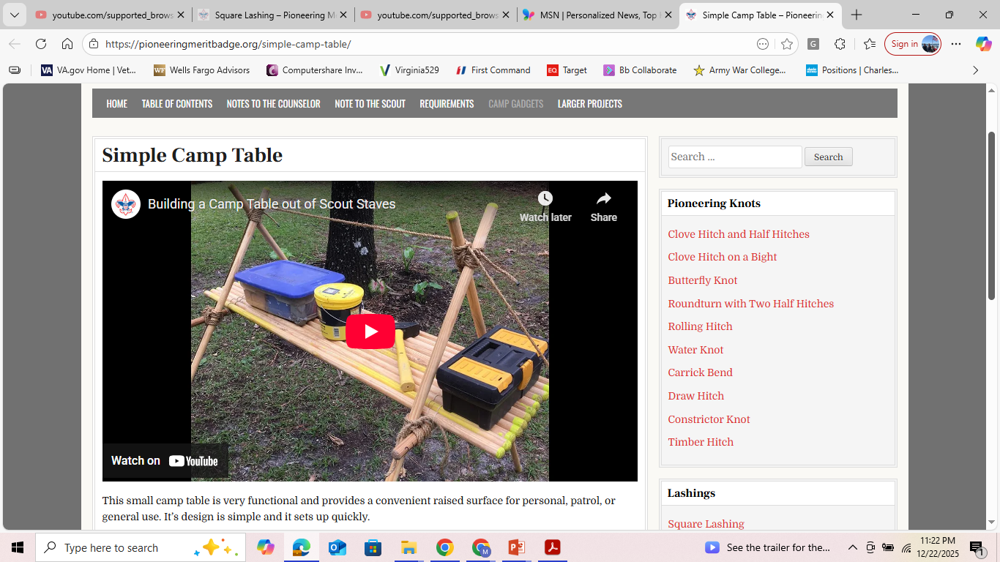 youtube.com/supported_brows
Square Lashing – Pioneering Me
youtube.com/supported_brows
MSN | Personalized News, Top
Simple Camp Table – Pioneering
https://pioneeringmeritbadge.org/simple-camp-table/
G
Sign in
VA
VA.gov Home | Vet...
WF
Wells Fargo Advisors
Computershare Inv...
Virginia529
First Command
EQ
Target
Bb Collaborate
Army War College...
Positions | Charles...
HOME
TABLE OF CONTENTS
NOTES TO THE COUNSELOR
NOTE TO THE SCOUT
REQUIREMENTS
CAMP GADGETS
LARGER PROJECTS
Simple Camp Table
Building a Camp Table out of Scout Staves
Watch later
Share
Watch on YouTube
This small camp table is very functional and provides a convenient raised surface for personal, patrol, or
general use. It's design is simple and it sets up quickly.
Search ...
Search
Pioneering Knots
Clove Hitch and Half Hitches
Clove Hitch on a Bight
Butterfly Knot
Roundturn with Two Half Hitches
Rolling Hitch
Water Knot
Carrick Bend
Draw Hitch
Constrictor Knot
Timber Hitch
Lashings
Square Lashing
Type here to search
M
P
See the trailer for the...
11:22 PM
12/22/2025
1